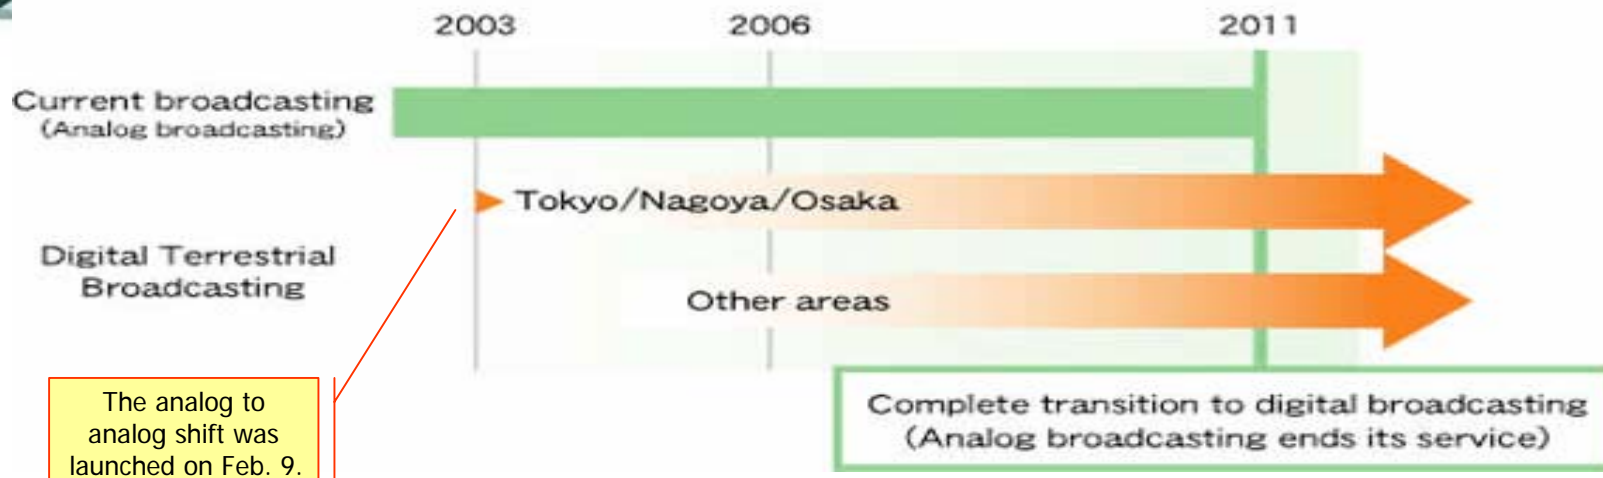 2003 2006 2011
Current broadcasting
(Analog broadcasting)
Tokyo/Nagoya/Osaka
Digital Terrestrial
Broadcasting
Other areas
The analog to
analog shift was
launched on Feb. 9.
Complete transition to digital broadcasting
(Analog broadcasting ends its service)